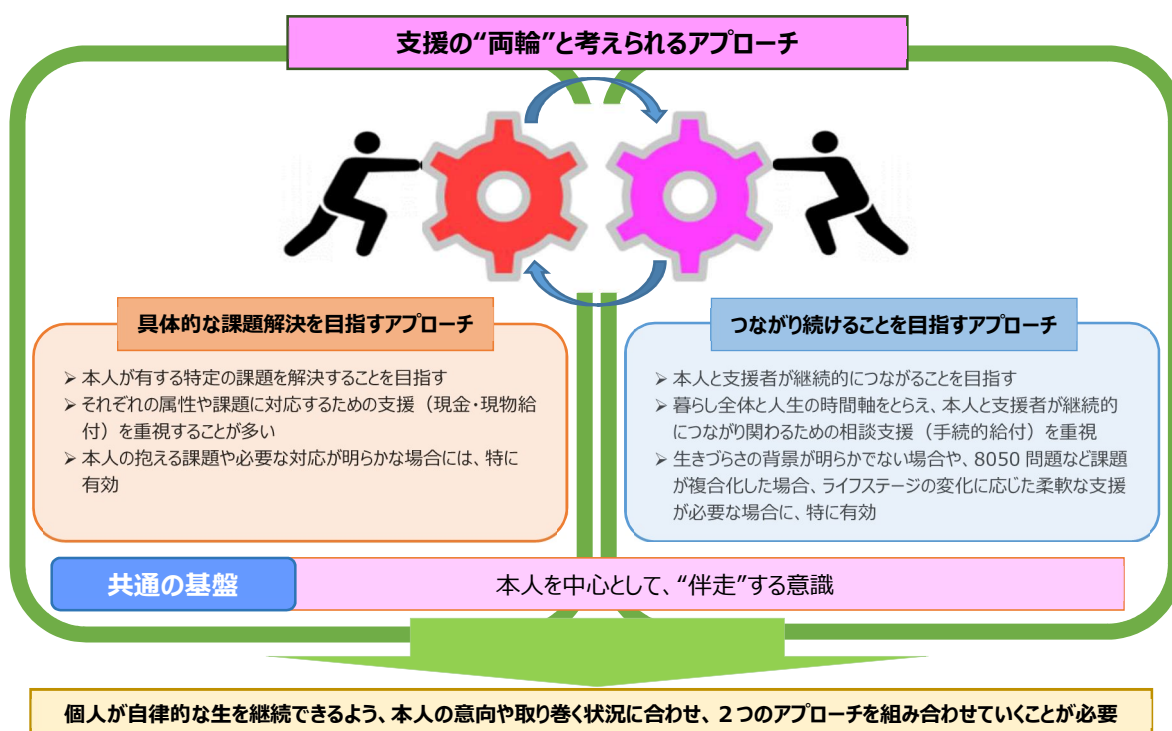 支援の“両輪”と考えられるアプローチ
具体的な課題解決を目指すアプローチ
➢ 本人が有する特定の課題を解決することを目指す
➢ それぞれの属性や課題に対応するための支援（現金・現物給
付）を重視することが多い
➢ 本人の抱える課題や必要な対応が明らかな場合には、特に
有効
つながり続けることを目指すアプローチ
➢ 本人と支援者が継続的につながることを目指す
➢ 暮らし全体と人生の時間軸をとらえ、本人と支援者が継続的
につながり関わるための相談支援（手続的給付）を重視
➢ 生きづらさの背景が明らかでない場合や、8050 問題など課題
が複合化した場合、ライフステージの変化に応じた柔軟な支援
が必要な場合に、特に有効
共通の基盤
本人を中心として、“伴走”する意識
個人が自律的な生を継続できるよう、本人の意向や取り巻く状況に合わせ、２つのアプローチを組み合わせていくことが必要